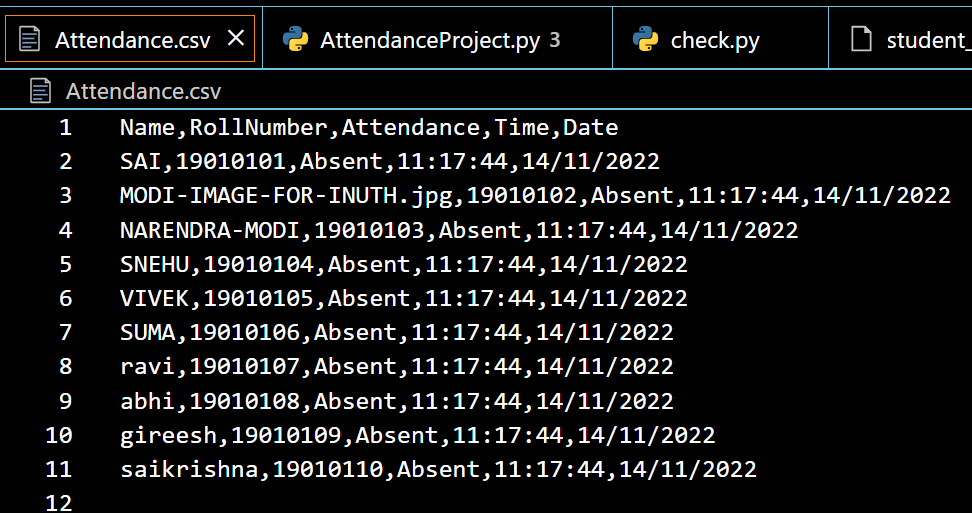 Attendance.csv AttendanceProject.py 3 check.py student_
Attendance.csv
1 Name,RollNumber,Attendance,Time,Date
2 SAI,19010101,Absent,11:17:44,14/11/2022
3 MODI-IMAGE-FOR-INUTH.jpg,19010102,Absent,11:17:44,14/11/2022
4 NARENDRA-MODI,19010103,Absent,11:17:44,14/11/2022
5 SNEHU,19010104,Absent,11:17:44,14/11/2022
6 VIVEK,19010105,Absent,11:17:44,14/11/2022
7 SUMA,19010106,Absent,11:17:44,14/11/2022
8 ravi,19010107,Absent,11:17:44,14/11/2022
9 abhi,19010108,Absent,11:17:44,14/11/2022
10 gireesh,19010109,Absent,11:17:44,14/11/2022
11 saikrishna,19010110,Absent,11:17:44,14/11/2022
12